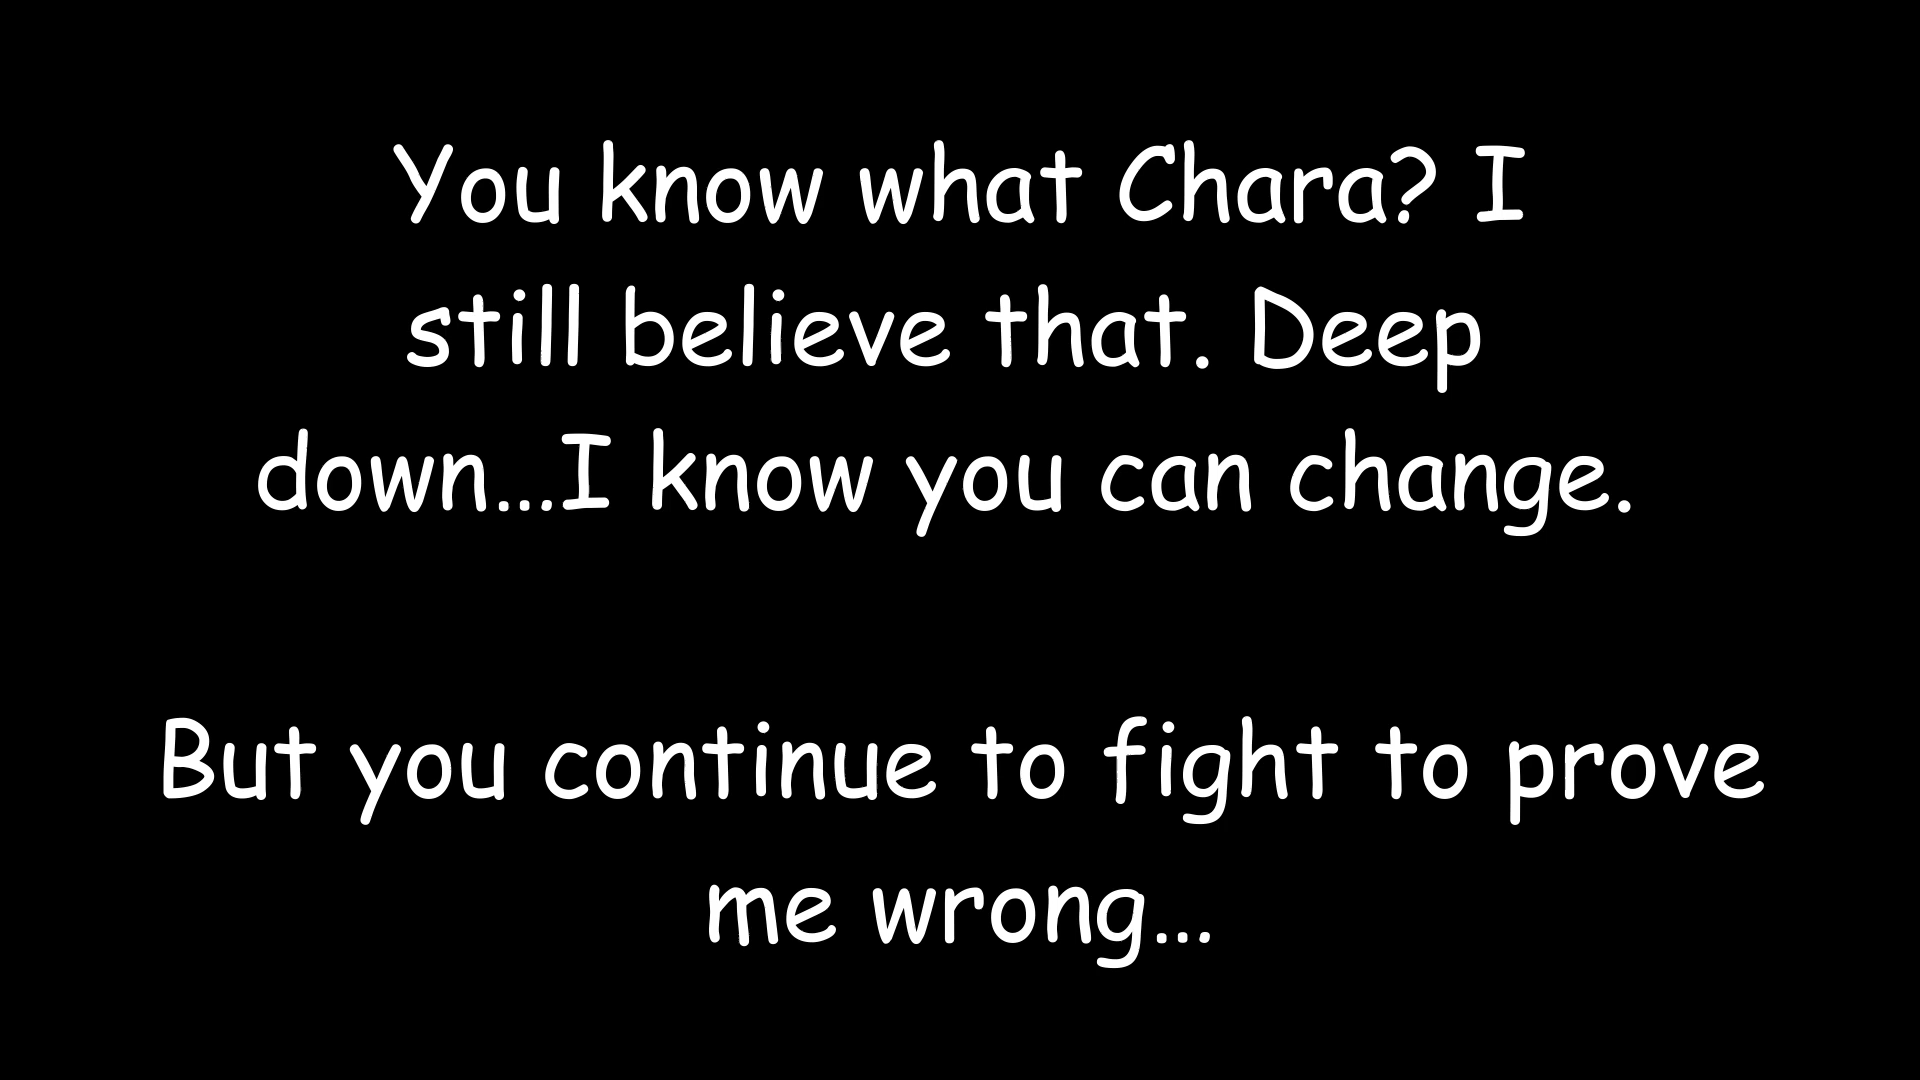 You know what Chara? I
still believe that. Deep
down...I know you can change.
But you continue to fight to prove
me wrong...